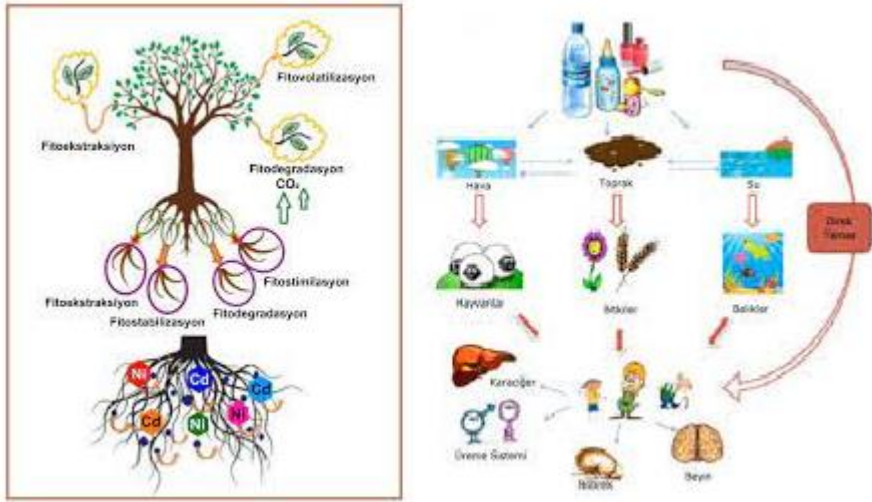 Fitovolatilizasyon
Fitoekstraksiyon
Fitodegradasyon
CO₂
Fitostimilasyon
Fitoekstraksiyon
Fitodegradasyon
Fitostabilizasyon
Ni
Cd
Cd
Cd
Ni
Ni
Hava
Toprak
Su
Direk
Temas
Hayvanlar
Bitkiler
Balıklar
Karaciğer
Üreme Sistemi
Böbrek
Beyin